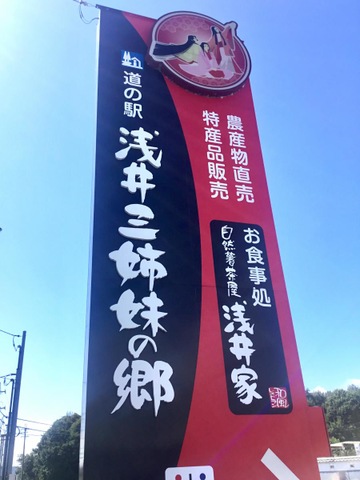 道の駅
浅井三姉妹の郷
農産物直売
特産品販売
お食事処
自然薯茶屋
浅井家